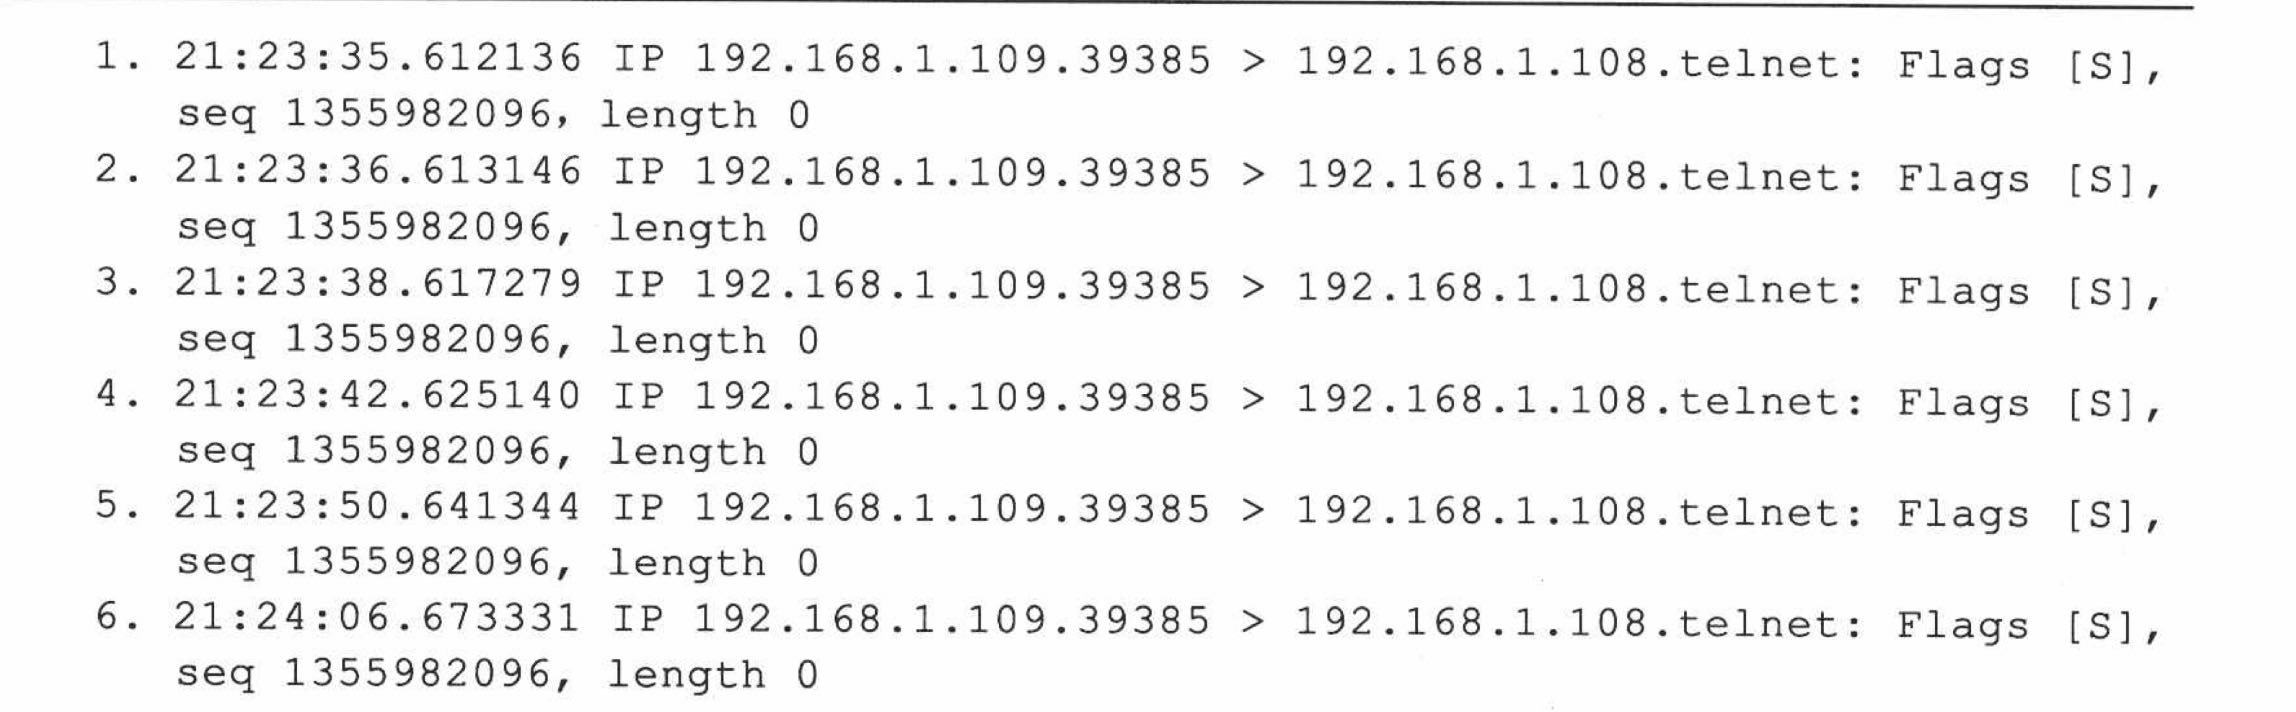 1. 21:23:35.612136 IP 192.168.1.109.39385 > 192.168.1.108.telnet: Flags [S],
seq 1355982096, length 0
2. 21:23:36.613146 IP 192.168.1.109.39385 > 192.168.1.108.telnet: Flags [S],
seq 1355982096, length 0
3. 21:23:38.617279 IP 192.168.1.109.39385 > 192.168.1.108.telnet: Flags [S],
seq 1355982096, length 0
4. 21:23:42.625140 IP 192.168.1.109.39385 > 192.168.1.108.telnet: Flags [S],
seq 1355982096, length 0
5. 21:23:50.641344 IP 192.168.1.109.39385 > 192.168.1.108.telnet: Flags [S],
seq 1355982096, length 0
6. 21:24:06.673331 IP 192.168.1.109.39385 > 192.168.1.108.telnet: Flags [S],
seq 1355982096, length 0